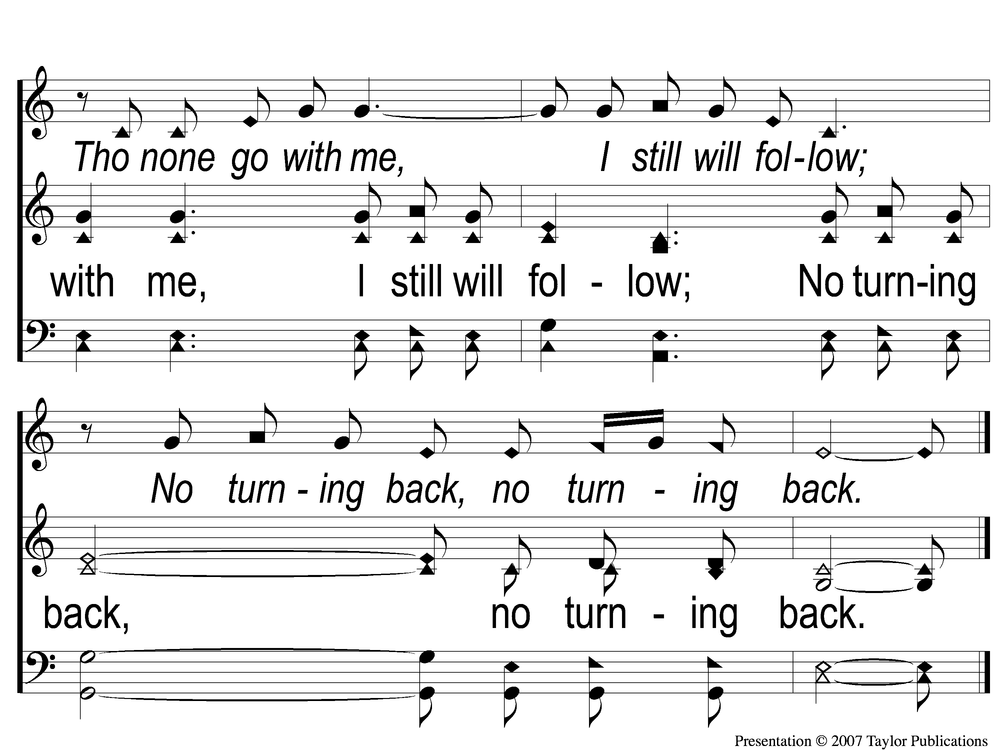 Tho none go with me, I still will fol-low;
with me, I still will fol - low; No turn-ing
No turn - ing back, no turn - ing back.
back, no turn - ing back.
Presentation © 2007 Taylor Publications